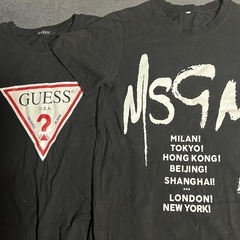 GUESS
U.S.A.
?
MSGM
MILAN!
TOKYO!
HONG KONG!
BEIJING!
SHANGHAI!
...
LONDON!
NEW YORK!